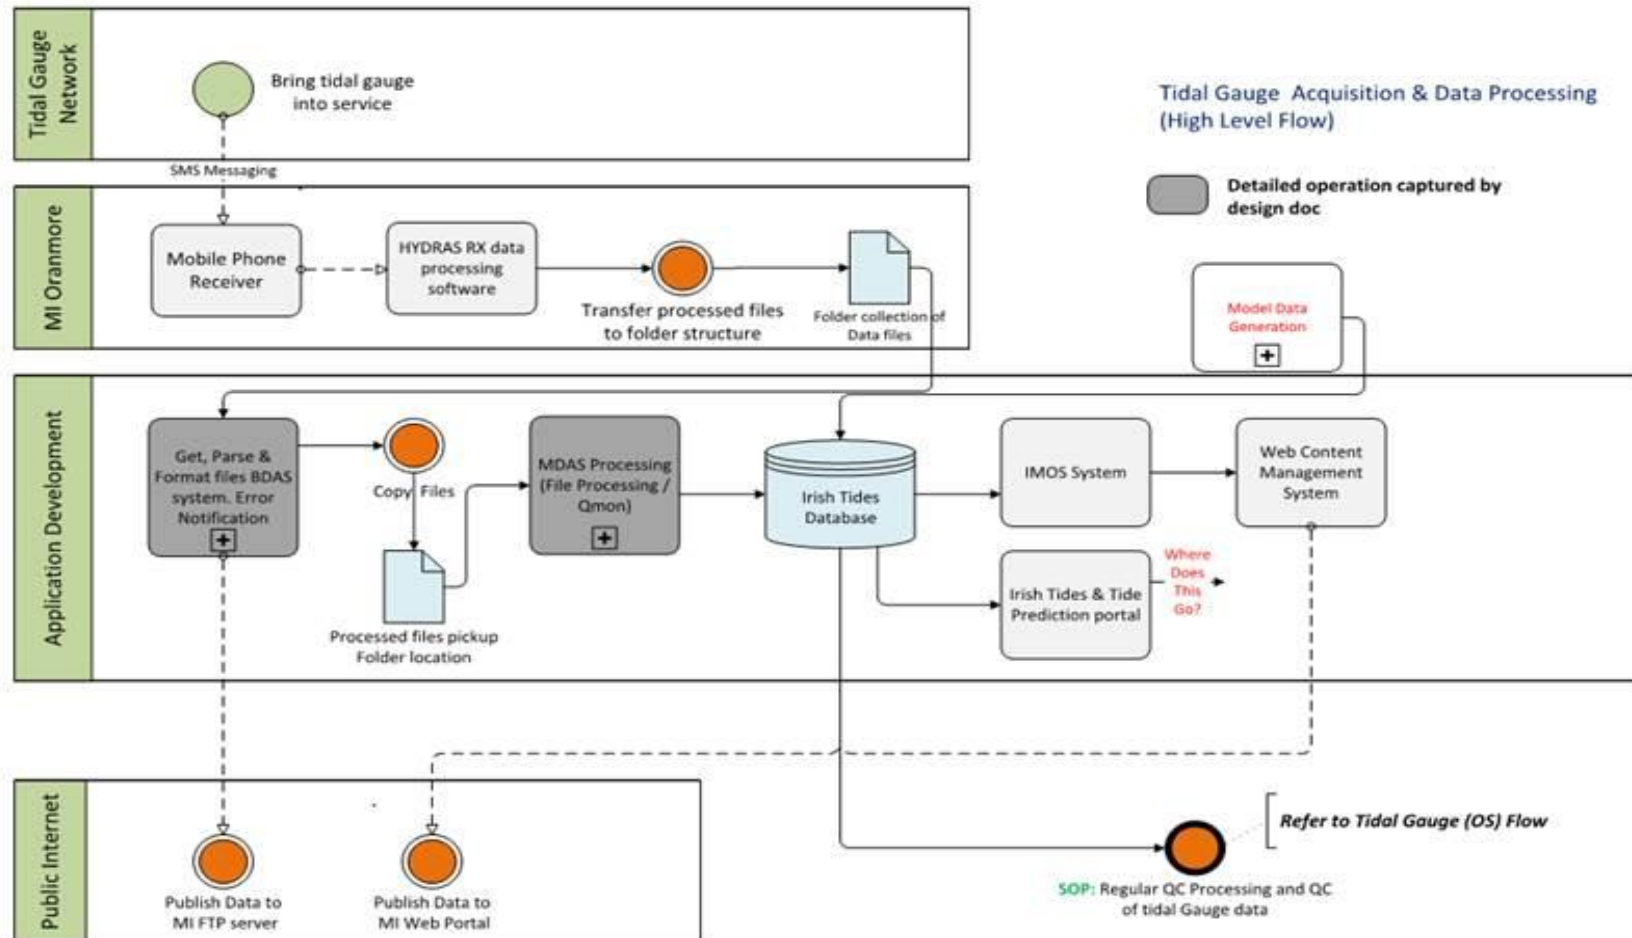 Tidal Gauge
Network
Bring tidal gauge
into service
Tidal Gauge Acquisition & Data Processing
(High Level Flow)
SMS Messaging
Detailed operation captured by
design doc
MI Oranmore
Mobile Phone
Receiver
HYDRAS RX data
processing
software
Transfer processed files
to folder structure
Folder collection of
Data files
Model Data
Generation
Application Development
Get, Parse &
Format files BDAS
system. Error
Notification
Copy Files
Processed files pickup
Folder location
MDAS Processing
(File Processing /
Qmon)
Irish Tides
Database
IMOS System
Web Content
Management
System
Irish Tides & Tide
Prediction portal
Where
Does
This
Go?
Public Internet
Publish Data to
MI FTP server
Publish Data to
MI Web Portal
Refer to Tidal Gauge (OS) Flow
SOP: Regular QC Processing and QC
of tidal Gauge data